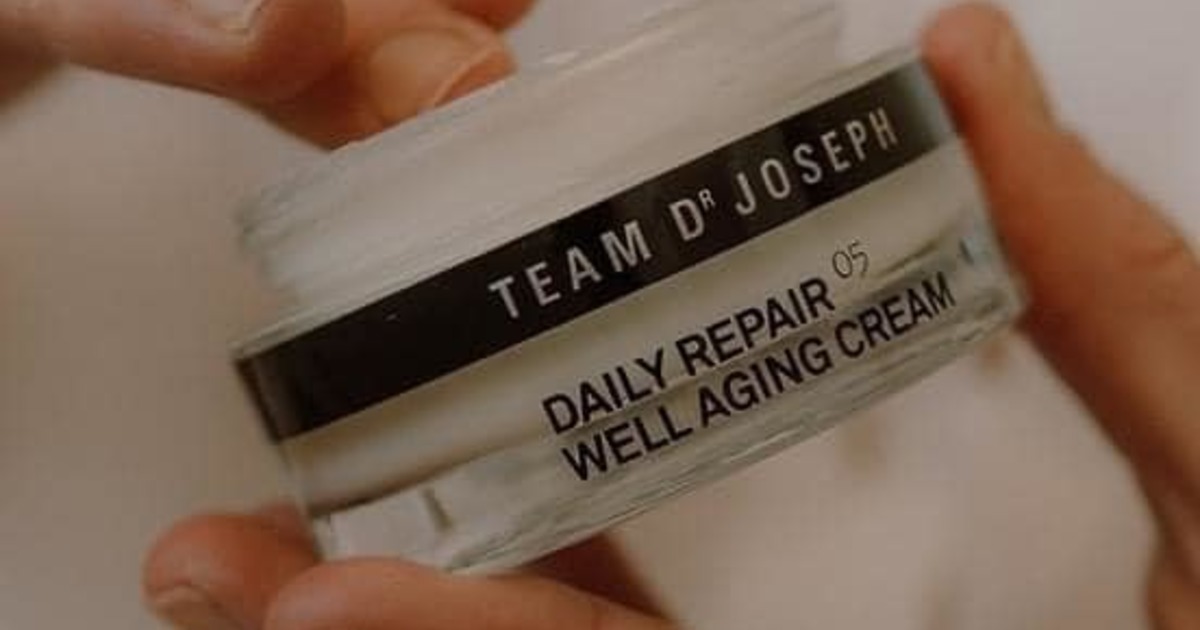 TEAM Dᴿ JOSEPH
DAILY REPAIR 05
WELL AGING CREAM